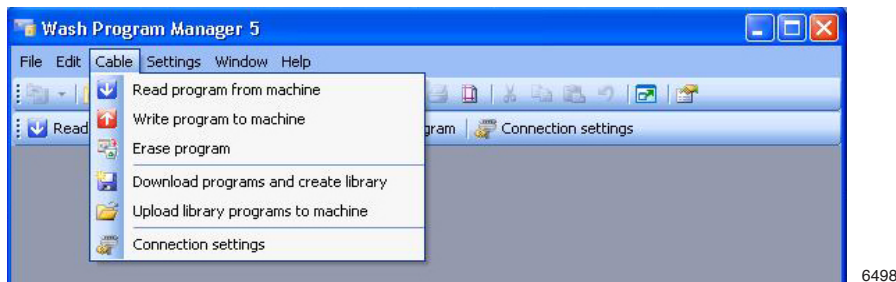 Wash Program Manager 5
File Edit Cable Settings Window Help
Read program from machine
Write program to machine
Read gram Connection settings
Erase program
Download programs and create library
Upload library programs to machine
Connection settings
6498